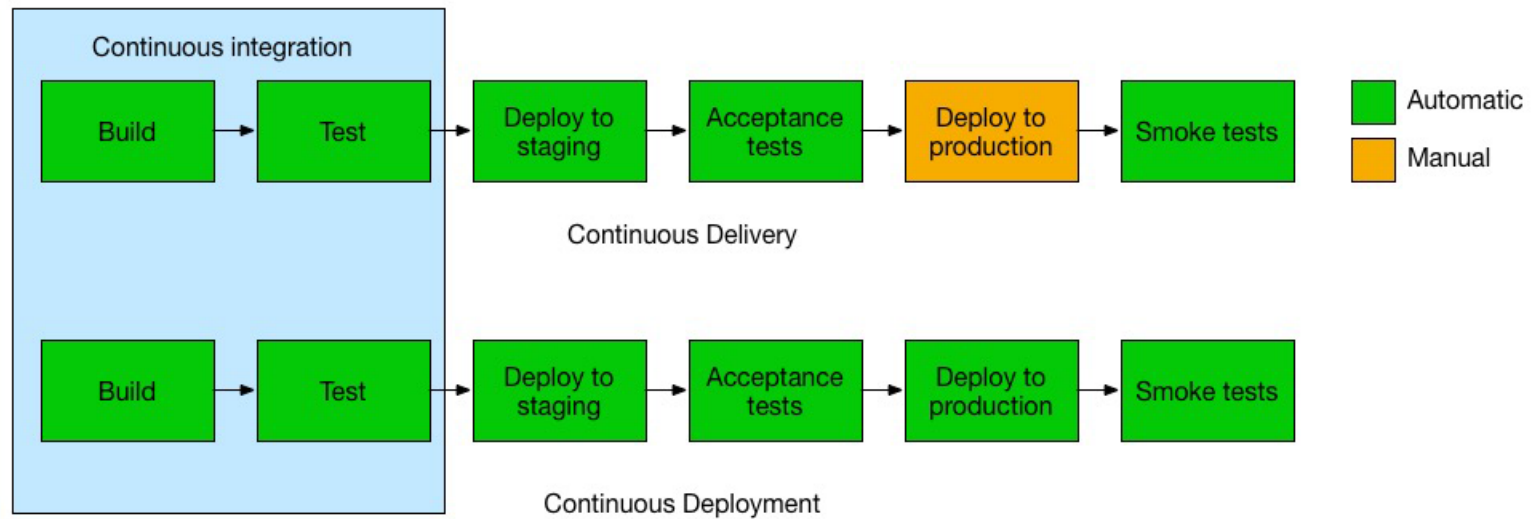 Continuous integration
Build
Test
Deploy to
staging
Acceptance
tests
Deploy to
production
Smoke tests
Automatic
Manual
Continuous Delivery
Build
Test
Deploy to
staging
Acceptance
tests
Deploy to
production
Smoke tests
Continuous Deployment